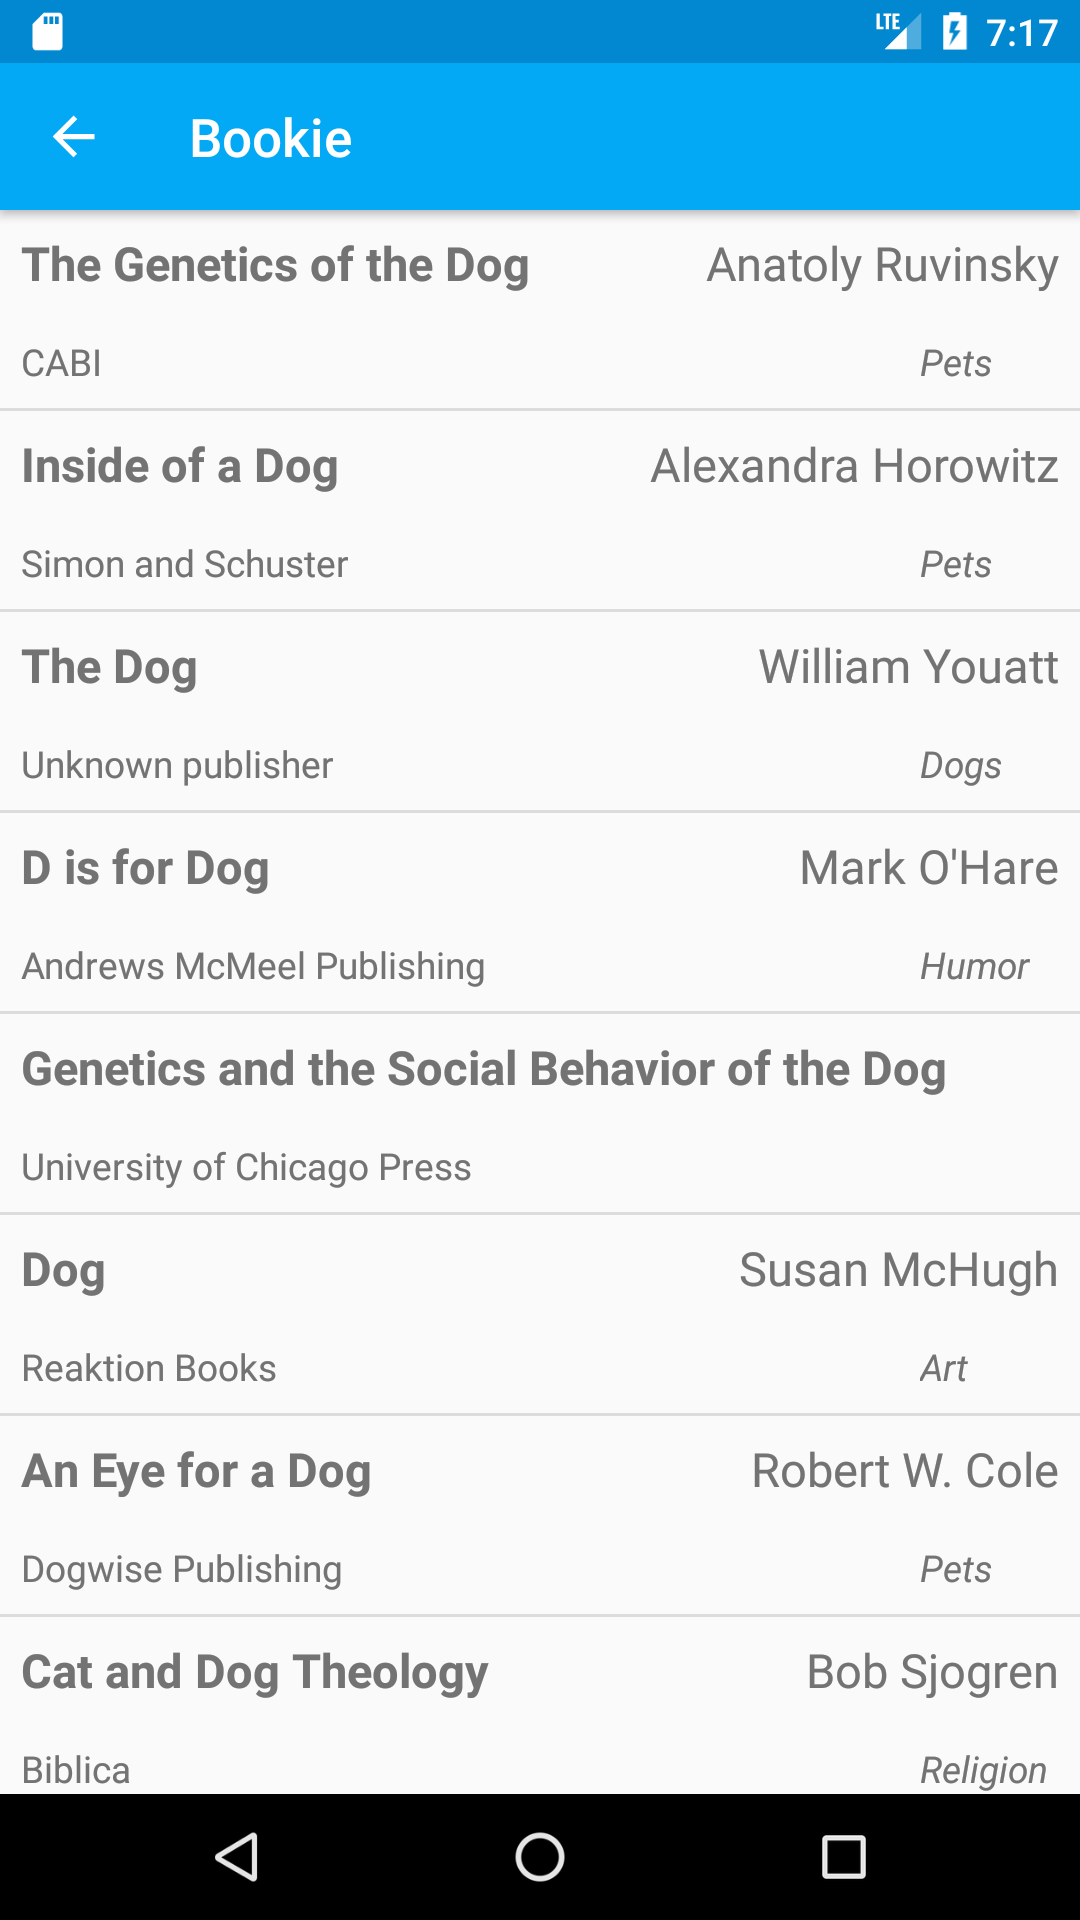 LTE 7:17
Bookie
The Genetics of the Dog Anatoly Ruvinsky
CABI Pets
Inside of a Dog Alexandra Horowitz
Simon and Schuster Pets
The Dog William Youatt
Unknown publisher Dogs
D is for Dog Mark O'Hare
Andrews McMeel Publishing Humor
Genetics and the Social Behavior of the Dog
University of Chicago Press
Dog Susan McHugh
Reaktion Books Art
An Eye for a Dog Robert W. Cole
Dogwise Publishing Pets
Cat and Dog Theology Bob Sjogren
Biblica Religion